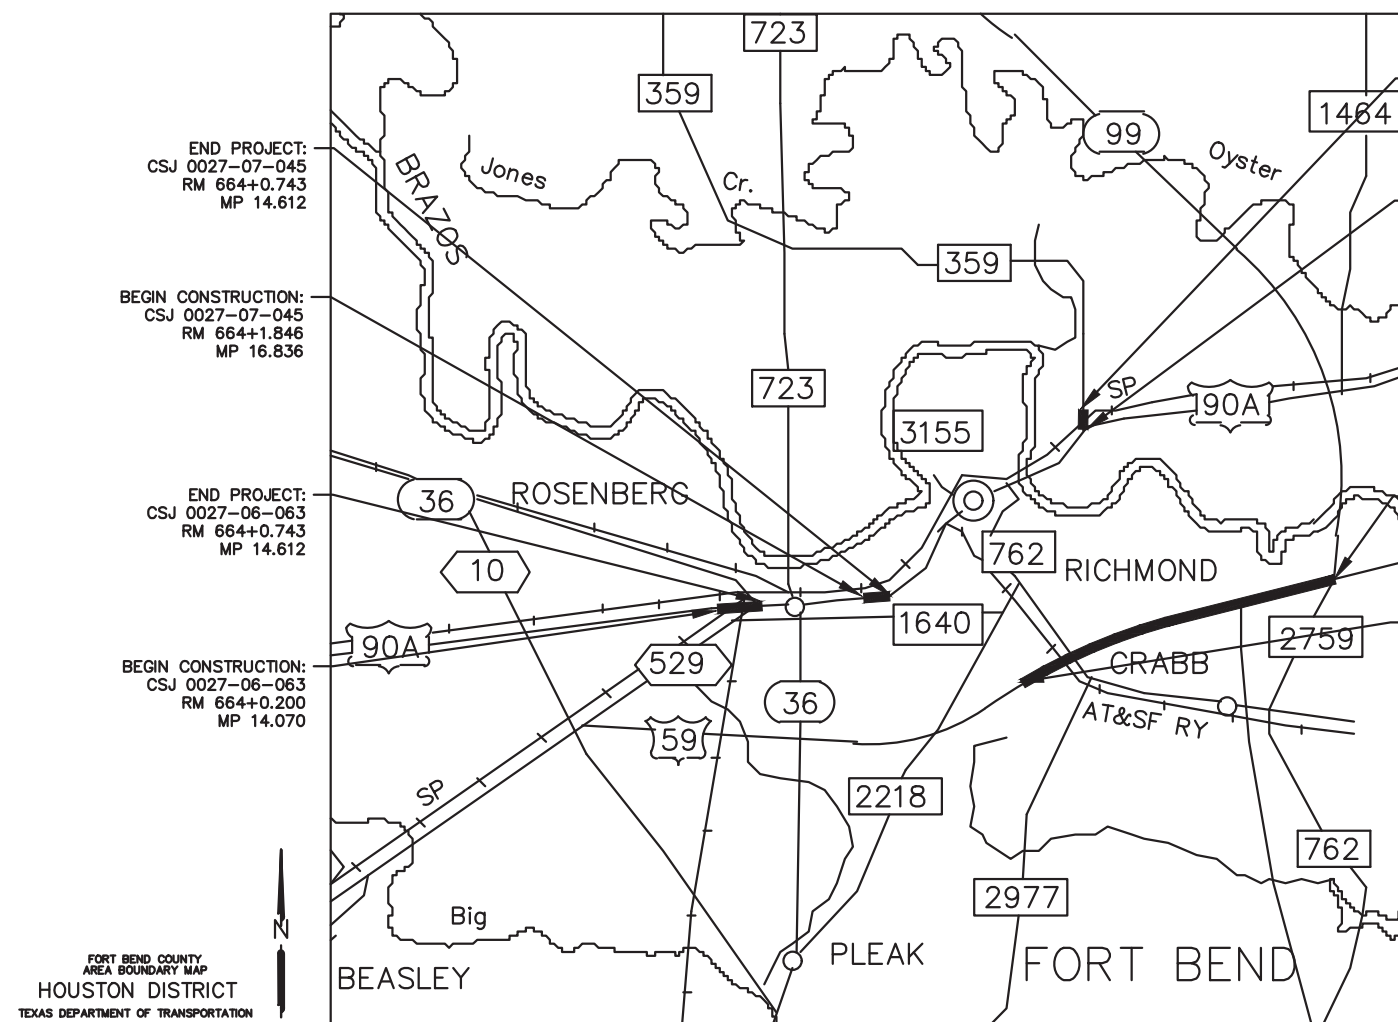 723
359
99
1464
Oyster
END PROJECT:
CSJ 0027-07-045
RM 664+0.743
MP 14.612
BRAZOS
Jones
Cr.
359
BEGIN CONSTRUCTION:
CSJ 0027-07-045
RM 664+1.846
MP 16.836
723
SP
90A
3155
END PROJECT:
CSJ 0027-06-063
RM 664+0.743
MP 14.612
36
ROSENBERG
10
762
RICHMOND
1640
2759
90A
529
CRABB
BEGIN CONSTRUCTION:
CSJ 0027-06-063
RM 664+0.200
MP 14.070
36
AT&SF RY
59
SP
2218
762
2977
Big
N
PLEAK
FORT BEND
BEASLEY
FORT BEND COUNTY
AREA BOUNDARY MAP
HOUSTON DISTRICT
TEXAS DEPARTMENT OF TRANSPORTATION